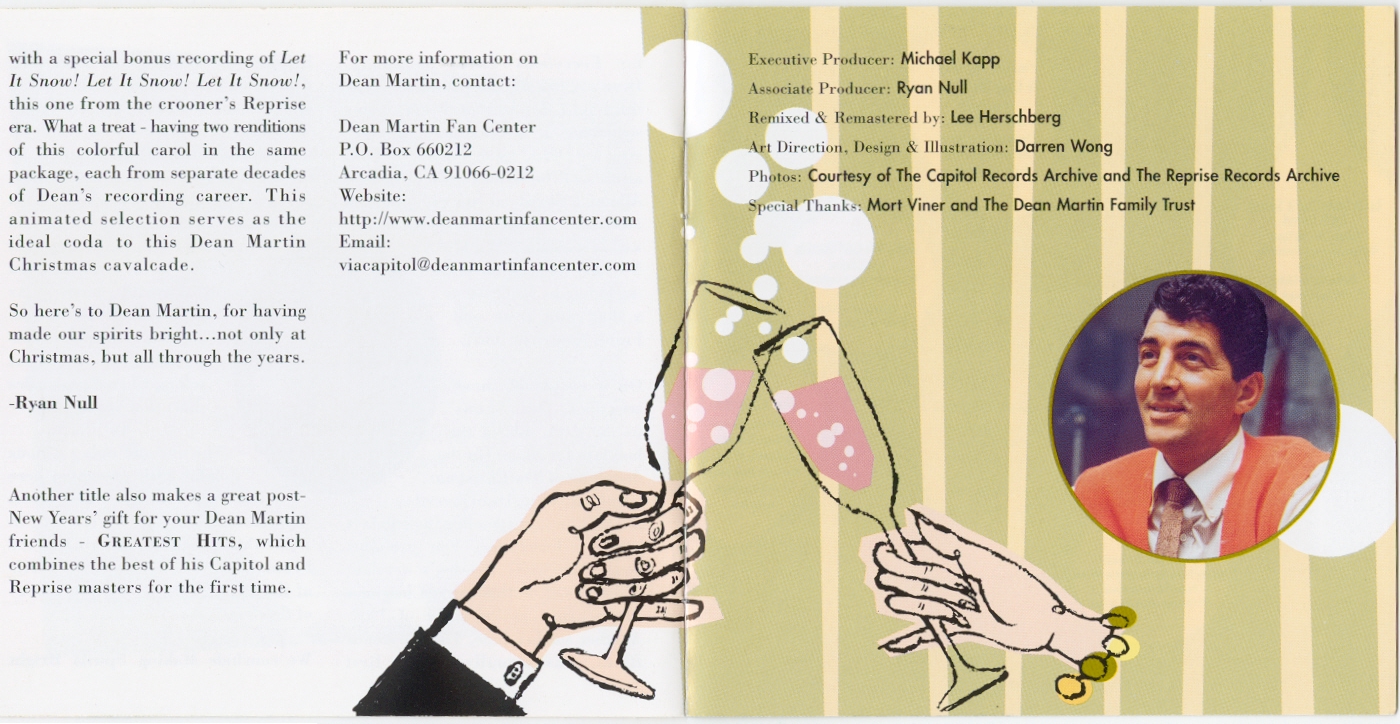 with a special bonus recording of Let
It Snow! Let It Snow! Let It Snow!,
this one from the crooner's Reprise
era. What a treat - having two renditions
of this colorful carol in the same
package, each from separate decades
of Dean's recording career. This
animated selection serves as the
ideal coda to this Dean Martin
Christmas cavalcade.
So here's to Dean Martin, for having
made our spirits bright...not only at
Christmas, but all through the years.
-Ryan Null
Another title also makes a great post-
New Years' gift for your Dean Martin
friends - GREATEST HITS, which
combines the best of his Capitol and
Reprise masters for the first time.
For more information on
Dean Martin, contact:
Dean Martin Fan Center
P.O. Box 660212
Arcadia, CA 91066-0212
Website:
http://www.deanmartinfancenter.com
Email:
viacapitol@deanmartinfancenter.com
Executive Producer: Michael Kapp
Associate Producer: Ryan Null
Remixed & Remastered by: Lee Herschberg
Art Direction, Design & Illustration: Darren Wong
Photos: Courtesy of The Capitol Records Archive and The Reprise Records Archive
Special Thanks: Mort Viner and The Dean Martin Family Trust